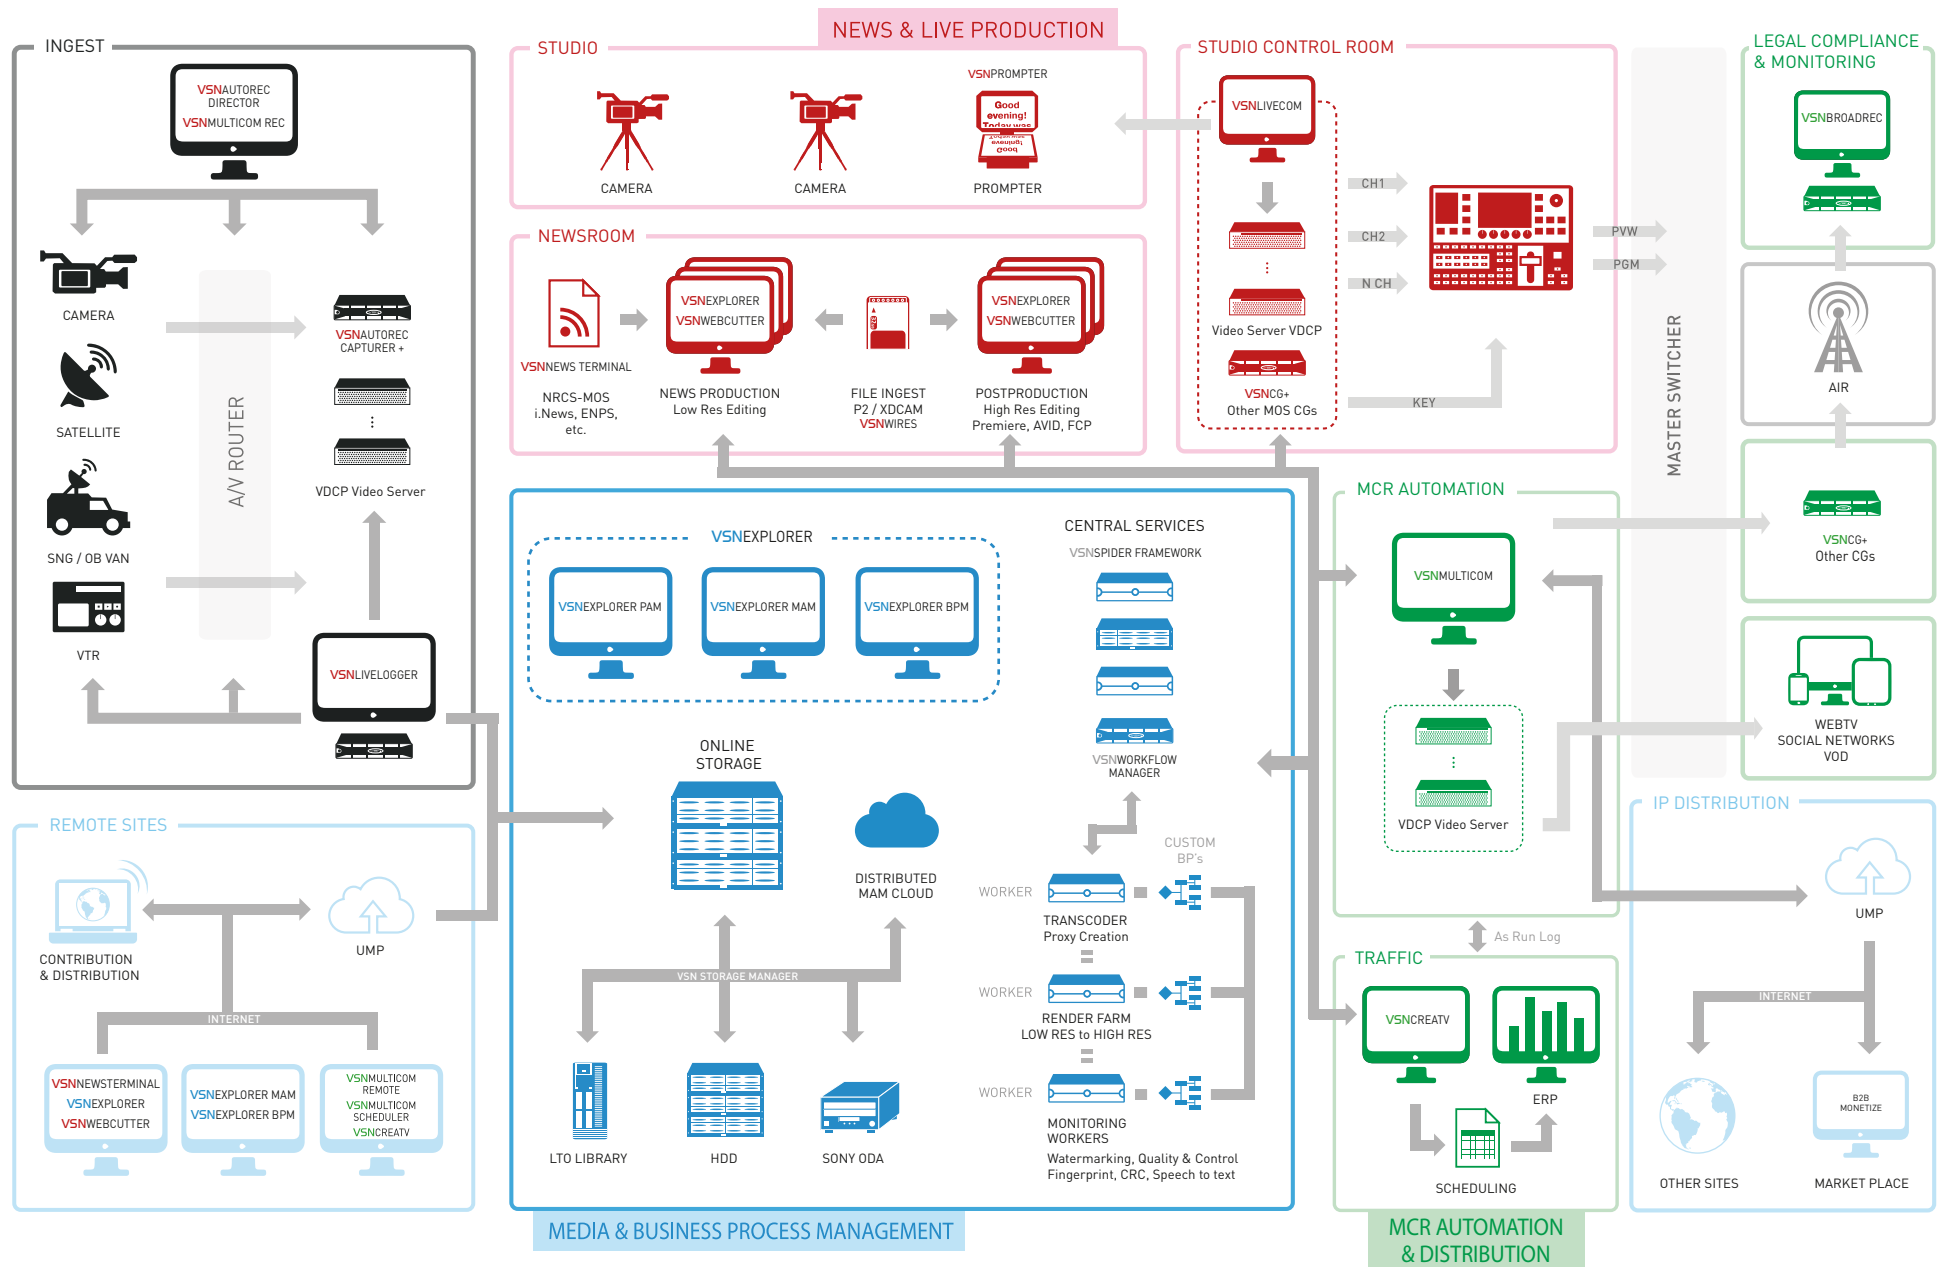 NEWS & LIVE PRODUCTION
INGEST
VSNAUTOREC
DIRECTOR
VSNMULTICOM REC
CAMERA
SATELLITE
SNG / OB VAN
VTR
A/V ROUTER
VSNAUTOREC
CAPTURER +
VDCP Video Server
VSNLIVELOGGER
STUDIO
CAMERA
CAMERA
VSNPROMPTER
Good
evening!
Today was
PROMPTER
NEWSROOM
VSNNEWS TERMINAL
NRCS-MOS
i.News, ENPS,
etc.
VSNEXPLORER
VSNWEBCUTTER
NEWS PRODUCTION
Low Res Editing
P2
FILE INGEST
P2 / XDCAM
VSNWIRES
VSNEXPLORER
VSNWEBCUTTER
POSTPRODUCTION
High Res Editing
Premiere, AVID, FCP
STUDIO CONTROL ROOM
VSNLIVECOM
Video Server VDCP
VSNCG+
Other MOS CGs
CH1
CH2
N CH
KEY
PVW
PGM
MASTER SWITCHER
LEGAL COMPLIANCE
& MONITORING
VSNBROADREC
AIR
VSNCG+
Other CGs
WEBTV
SOCIAL NETWORKS
VOD
REMOTE SITES
CONTRIBUTION
& DISTRIBUTION
UMP
INTERNET
VSNNEWSTERMINAL
VSNEXPLORER
VSNWEBCUTTER
VSNEXPLORER MAM
VSNEXPLORER BPM
VSNMULTICOM
REMOTE
VSNMULTICOM
SCHEDULER
VSNCREATV
VSNEXPLORER
VSNEXPLORER PAM
VSNEXPLORER MAM
VSNEXPLORER BPM
ONLINE
STORAGE
DISTRIBUTED
MAM CLOUD
VSN STORAGE MANAGER
LTO LIBRARY
HDD
SONY ODA
CENTRAL SERVICES
VSNSPIDER FRAMEWORK
VSNWORKFLOW
MANAGER
CUSTOM
BP's
WORKER
TRANSCODER
Proxy Creation
WORKER
RENDER FARM
LOW RES to HIGH RES
WORKER
MONITORING
WORKERS
Watermarking, Quality & Control
Fingerprint, CRC, Speech to text
MEDIA & BUSINESS PROCESS MANAGEMENT
MCR AUTOMATION
VSNMULTICOM
VDCP Video Server
As Run Log
TRAFFIC
VSNCREATV
ERP
SCHEDULING
MCR AUTOMATION
& DISTRIBUTION
IP DISTRIBUTION
UMP
INTERNET
OTHER SITES
B2B
MONETIZE
MARKET PLACE